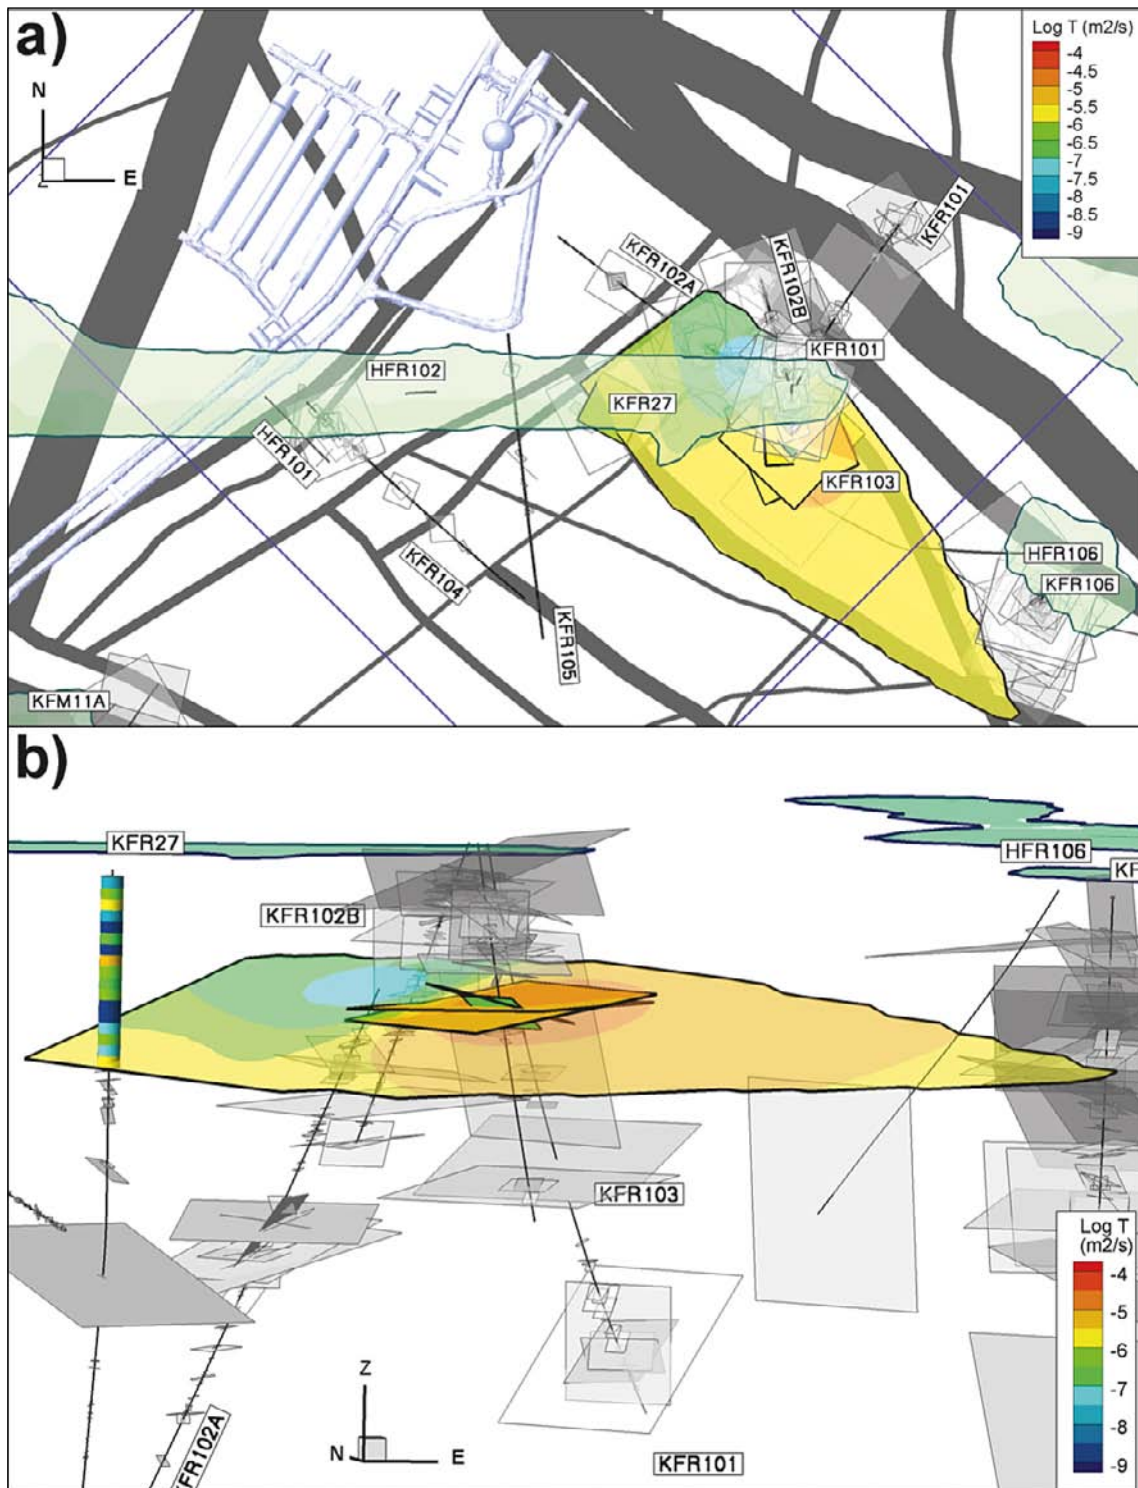 a)
Log T (m2/s)
-4
-4.5
-5
-5.5
-6
-6.5
-7
-7.5
-8
-8.5
-9
N
E
KFR101
KFR102A
KFR102B
KFR101
HFR102
KFR27
HFR101
KFR103
HFR106
KFR104
KFR106
KFR105
KFM11A
b)
KFR27
HFR106
KF
KFR102B
KFR103
Log T
(m2/s)
-4
-5
-6
-7
-8
-9
Z
N
E
KFR101
KFR102A